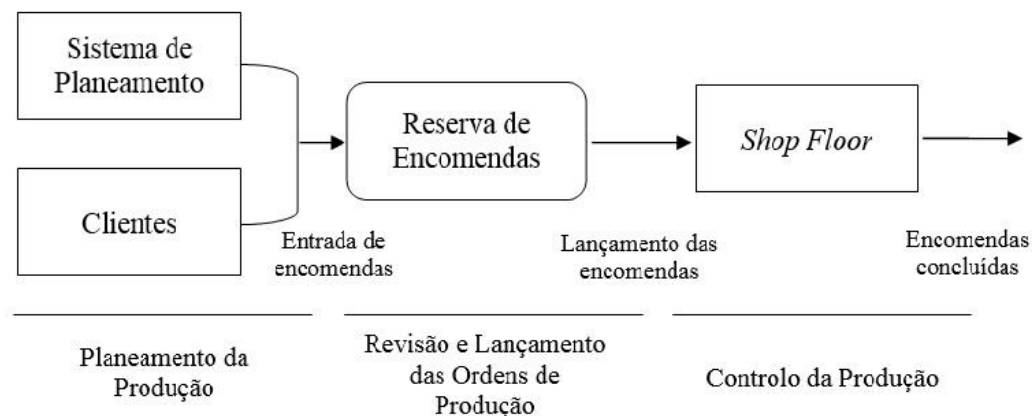 Sistema de
Planeamento
Clientes
Reserva de
Encomendas
Shop Floor
Entrada de
encomendas
Lançamento das
encomendas
Encomendas
concluídas
Planeamento da
Produção
Revisão e Lançamento
das Ordens de
Produção
Controlo da Produção